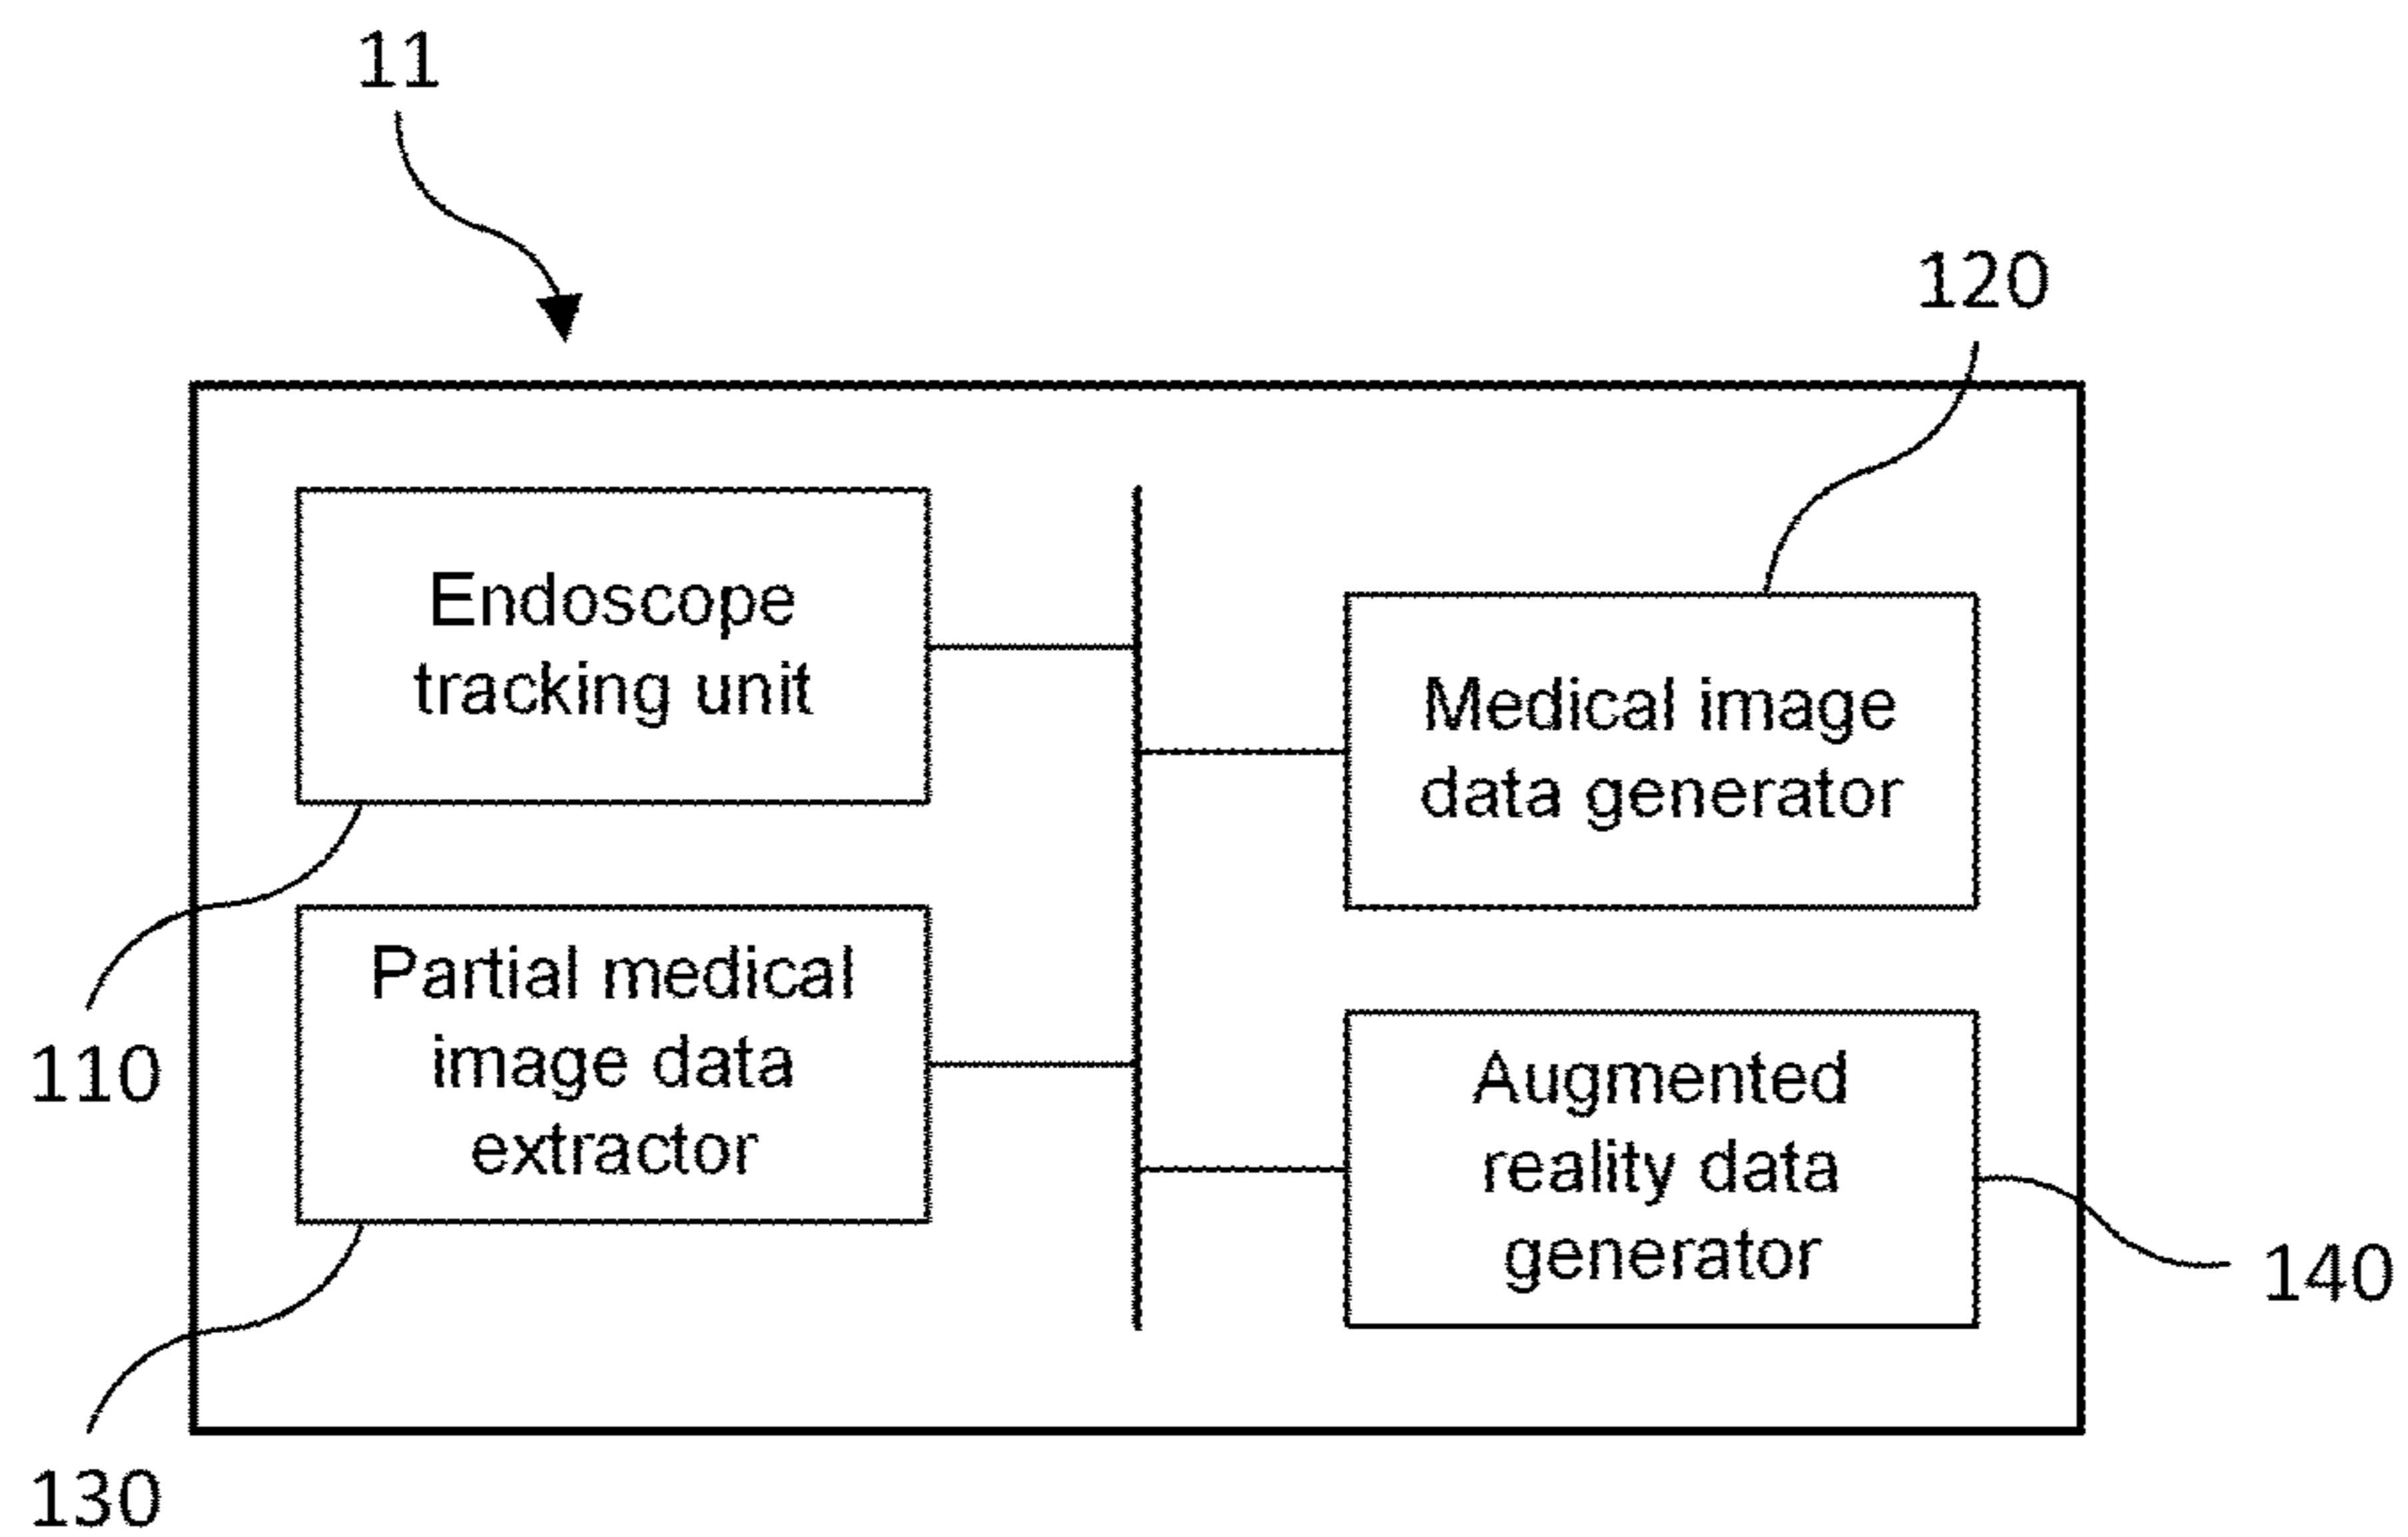 11
120
Endoscope
tracking unit
Medical image
data generator
110
Partial medical
image data
extractor
Augmented
reality data
generator
140
130